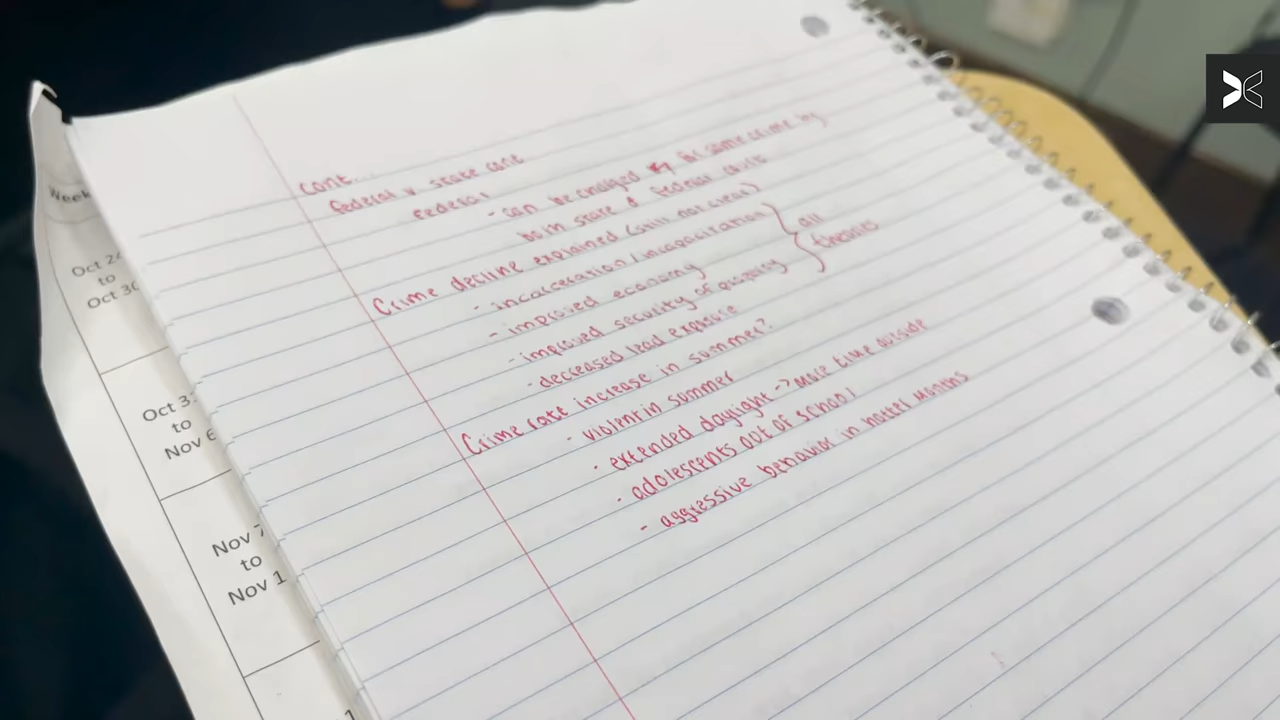 Week
Oct 24
to
Oct 30
Oct 3
to
Nov 6
Nov 7
to
Nov 1
1
Cont...
federal v state case
federal
- can be charged for same crime by
both state & federal
Crime decline explained (still not clear)
- incarceration/incapacitation
- improved economy
- improved security of property
- decreased lead exposure
all
theories
Crime rate increase in summer?
- violent in summer
- extended daylight -> more time outside
- adolescents out of school
- aggressive behavior in hotter months